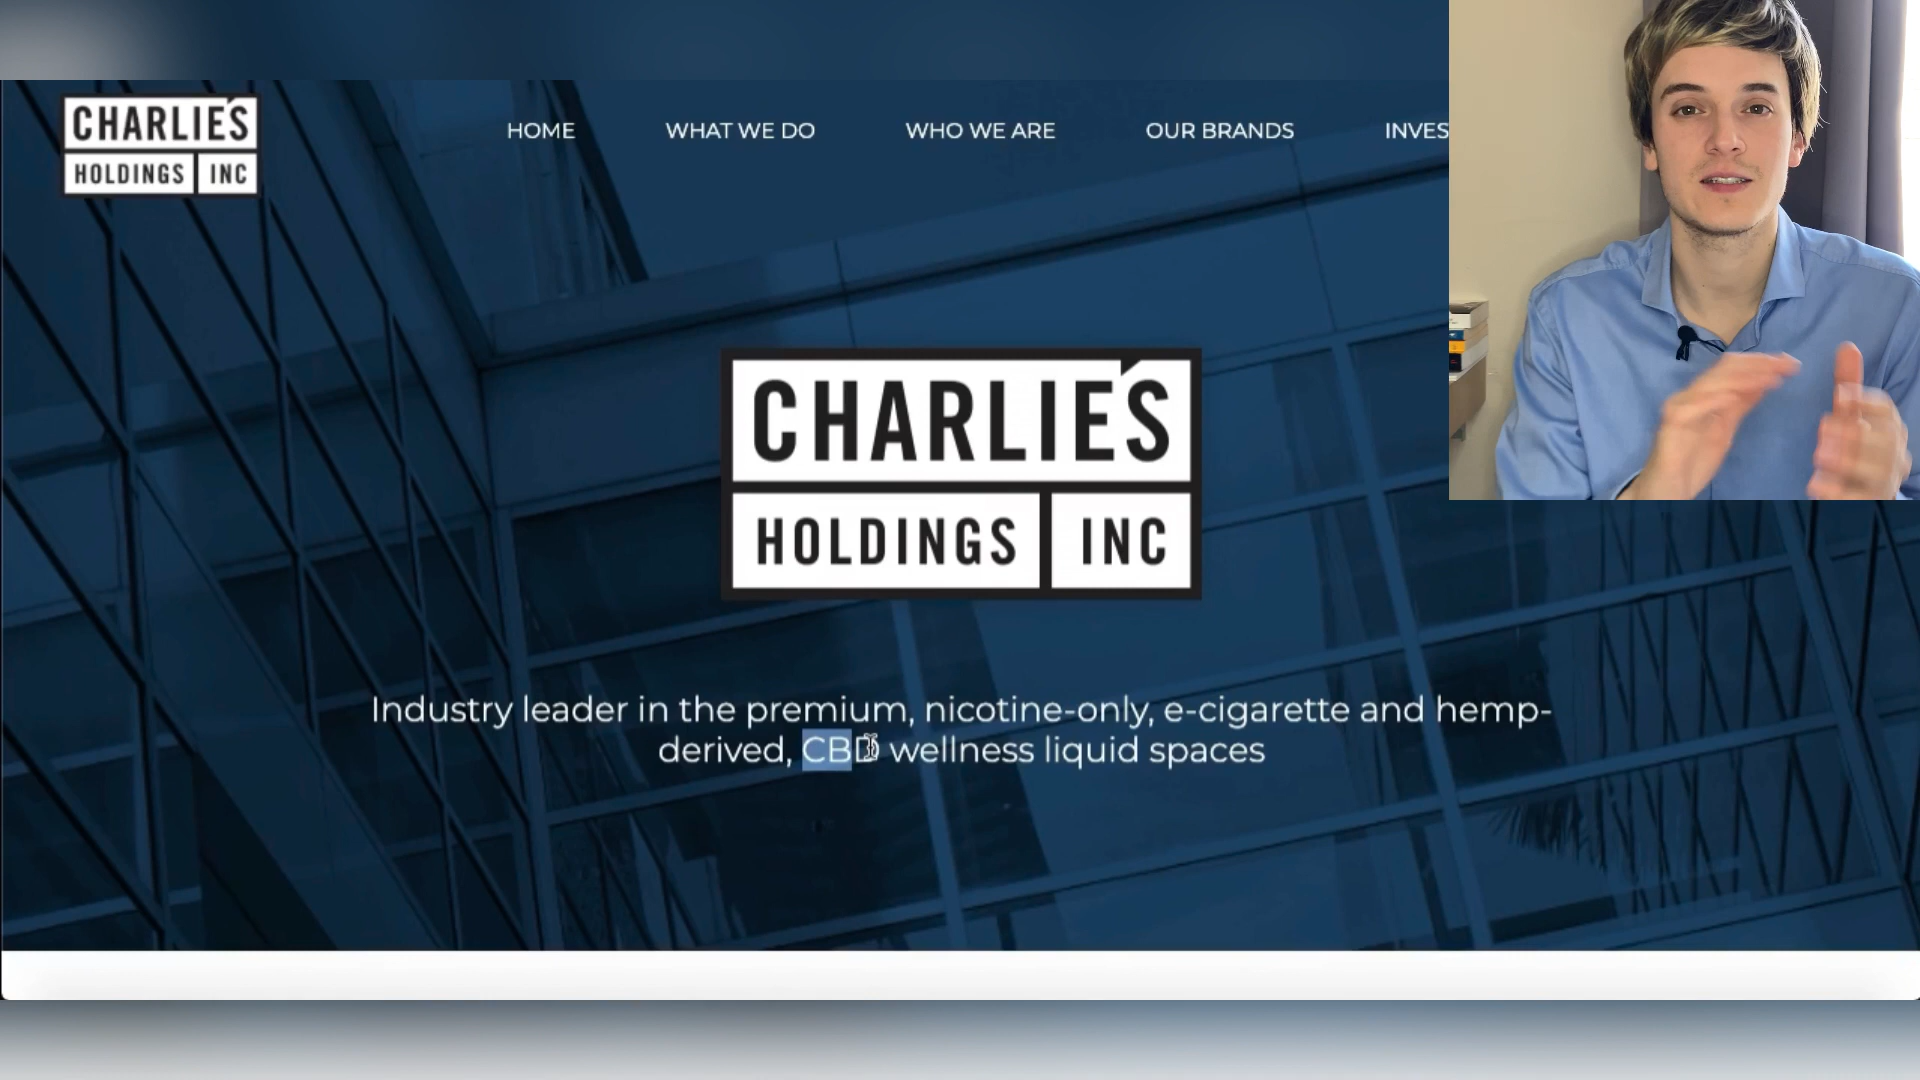 CHARLIE'S
HOLDINGS INC
HOME WHAT WE DO WHO WE ARE OUR BRANDS INVES
CHARLIE'S
HOLDINGS INC
Industry leader in the premium, nicotine-only, e-cigarette and hemp-
derived, CBD wellness liquid spaces